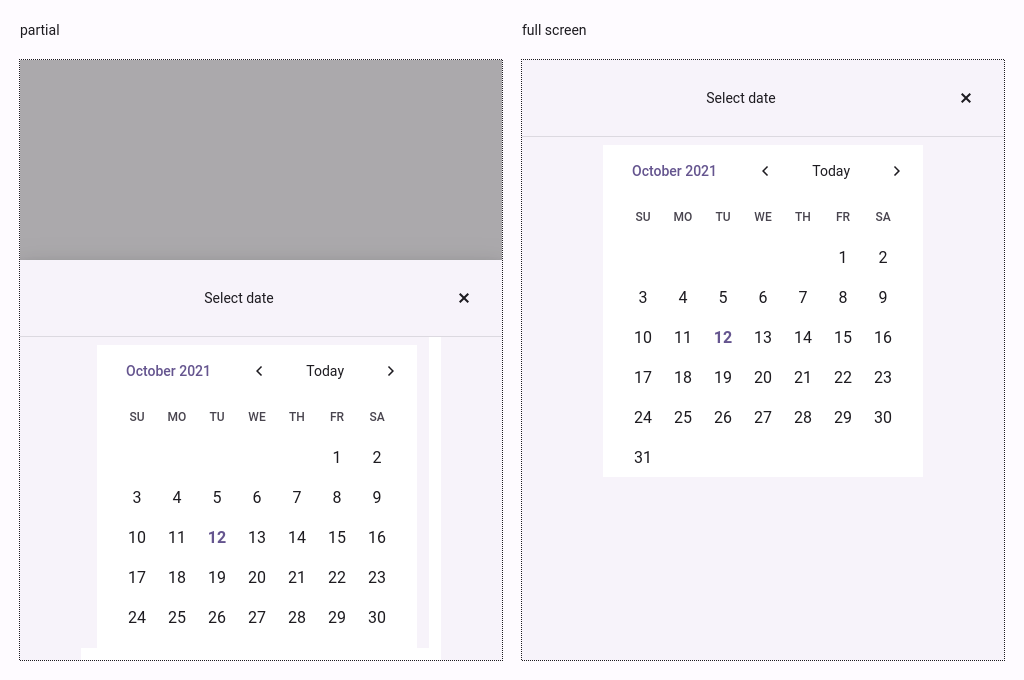 partial
Select date
October 2021 Today
SU MO TU WE TH FR SA
1 2
3 4 5 6 7 8 9
10 11 12 13 14 15 16
17 18 19 20 21 22 23
24 25 26 27 28 29 30
full screen
Select date
October 2021 Today
SU MO TU WE TH FR SA
1 2
3 4 5 6 7 8 9
10 11 12 13 14 15 16
17 18 19 20 21 22 23
24 25 26 27 28 29 30
31